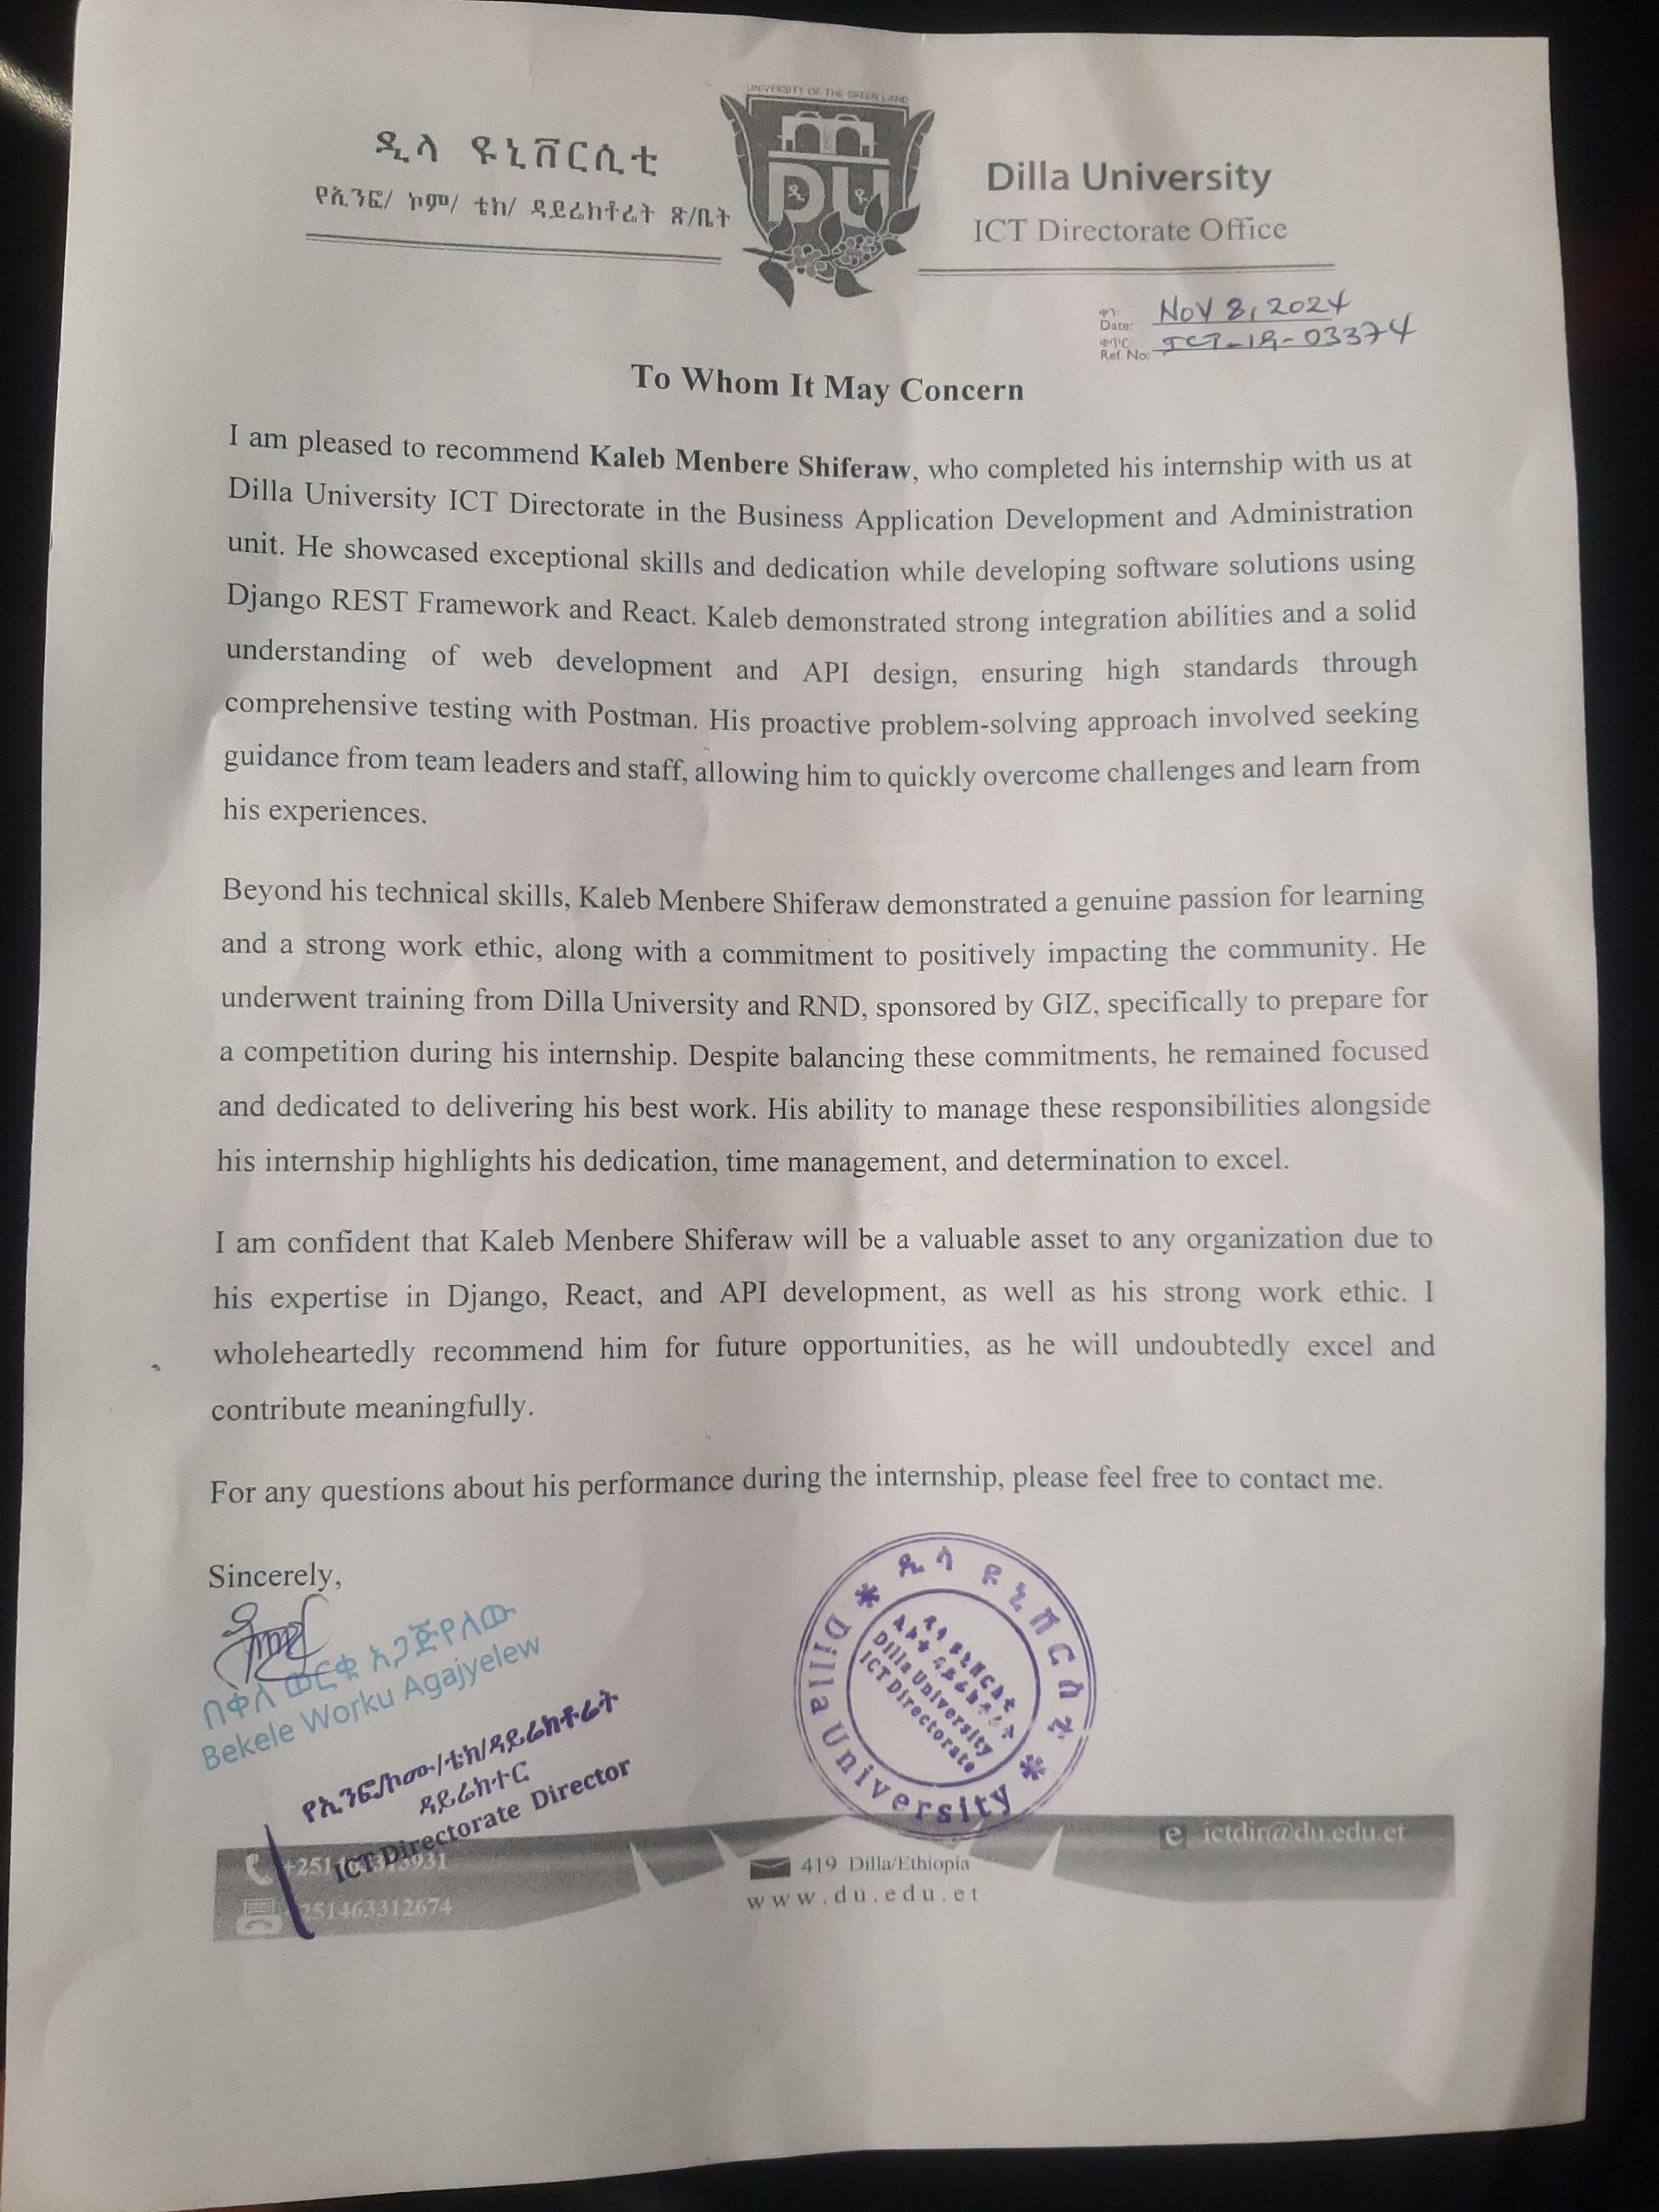 UNIVERSITY OF THE GREEN LAND
ዲላ ዩኒቨርሲቲ
የኢንፎ/ ኮም/ ቴክ/ ዳይሬክቶሬት ጽ/ቤት
DU
ዲ ዩ
Dilla University
ICT Directorate Office
ቀን
Date: Nov 8, 2024
ቁጥር
Ref. No: ICT-19-03374
To Whom It May Concern
I am pleased to recommend Kaleb Menbere Shiferaw, who completed his internship with us at
Dilla University ICT Directorate in the Business Application Development and Administration
unit. He showcased exceptional skills and dedication while developing software solutions using
Django REST Framework and React. Kaleb demonstrated strong integration abilities and a solid
understanding of web development and API design, ensuring high standards through
comprehensive testing with Postman. His proactive problem-solving approach involved seeking
guidance from team leaders and staff, allowing him to quickly overcome challenges and learn from
his experiences.
Beyond his technical skills, Kaleb Menbere Shiferaw demonstrated a genuine passion for learning
and a strong work ethic, along with a commitment to positively impacting the community. He
underwent training from Dilla University and RND, sponsored by GIZ, specifically to prepare for
a competition during his internship. Despite balancing these commitments, he remained focused
and dedicated to delivering his best work. His ability to manage these responsibilities alongside
his internship highlights his dedication, time management, and determination to excel.
I am confident that Kaleb Menbere Shiferaw will be a valuable asset to any organization due to
his expertise in Django, React, and API development, as well as his strong work ethic. I
wholeheartedly recommend him for future opportunities, as he will undoubtedly excel and
contribute meaningfully.
For any questions about his performance during the internship, please feel free to contact me.
Sincerely,
በቀለ ወርቁ አጋጅየለው
Bekele Worku Agajyelew
የኢንፎ/ኮሙ/ቴክ/ዳይሬክቶሬት
ዳይሬክተር
ICT Directorate Director
ዲላ ዩኒቨርሲቲ
ዲላ ዩኒቨርሲቲ
Dilla University
ICT Directorate
Dilla University
251463312674
419 Dilla/Ethiopia
www.du.edu.et
ictdir@du.edu.et